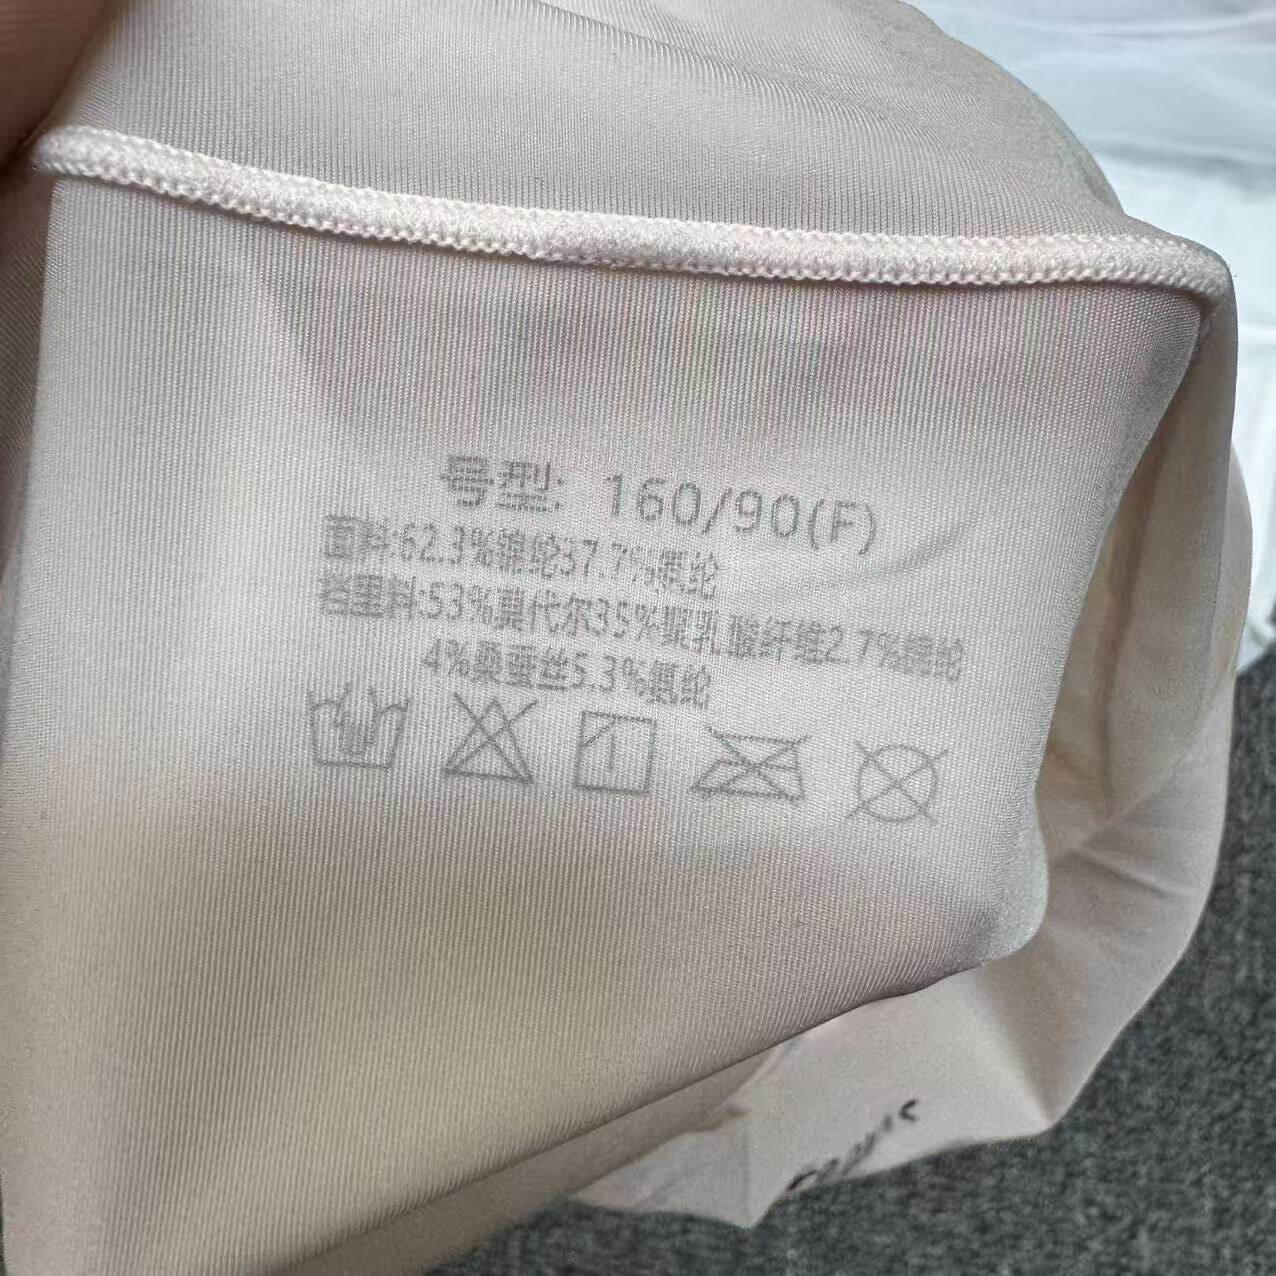 号型: 160/90(F)
面料:62.3%锦纶37.7%氨纶
裆里料:53%莫代尔35%聚乳酸纤维2.7%锦纶
4%桑蚕丝5.3%氨纶